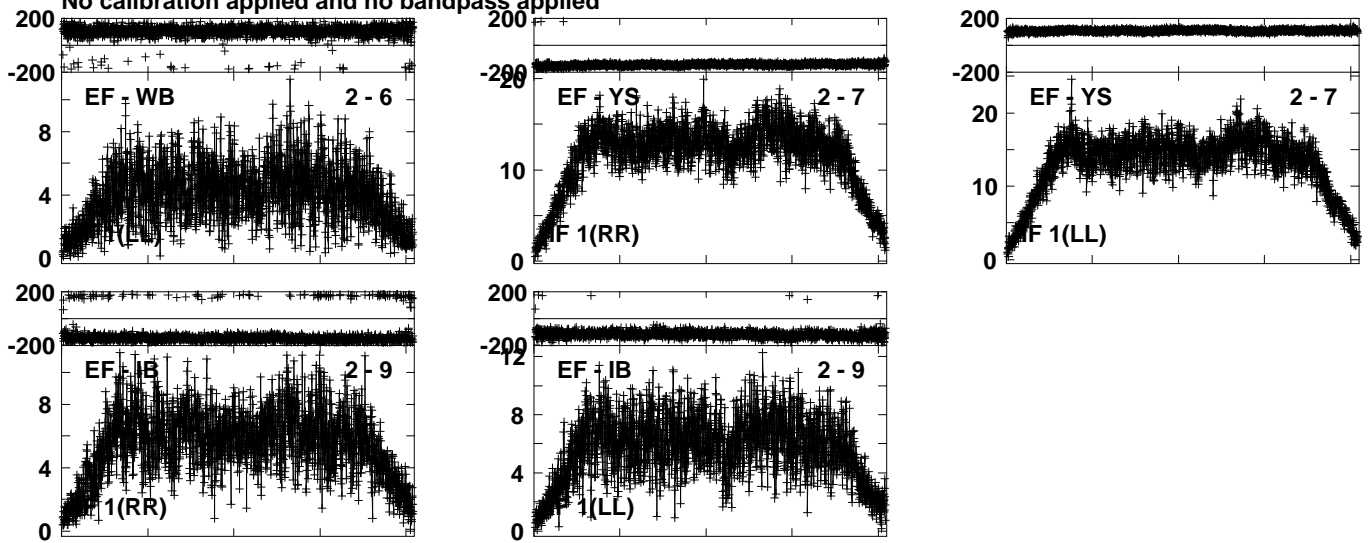 No calibration applied and no bandpass applied
200
-200
EF - WB 2 - 6
8
4
0
1(LL)
200
-200
20
EF - YS 2 - 7
10
0
IF 1(RR)
200
-200
EF - YS 2 - 7
20
10
0
IF 1(LL)
200
-200
EF - IB 2 - 9
8
4
0
1(RR)
200
-200
12
EF - IB 2 - 9
8
4
0
IF 1(LL)